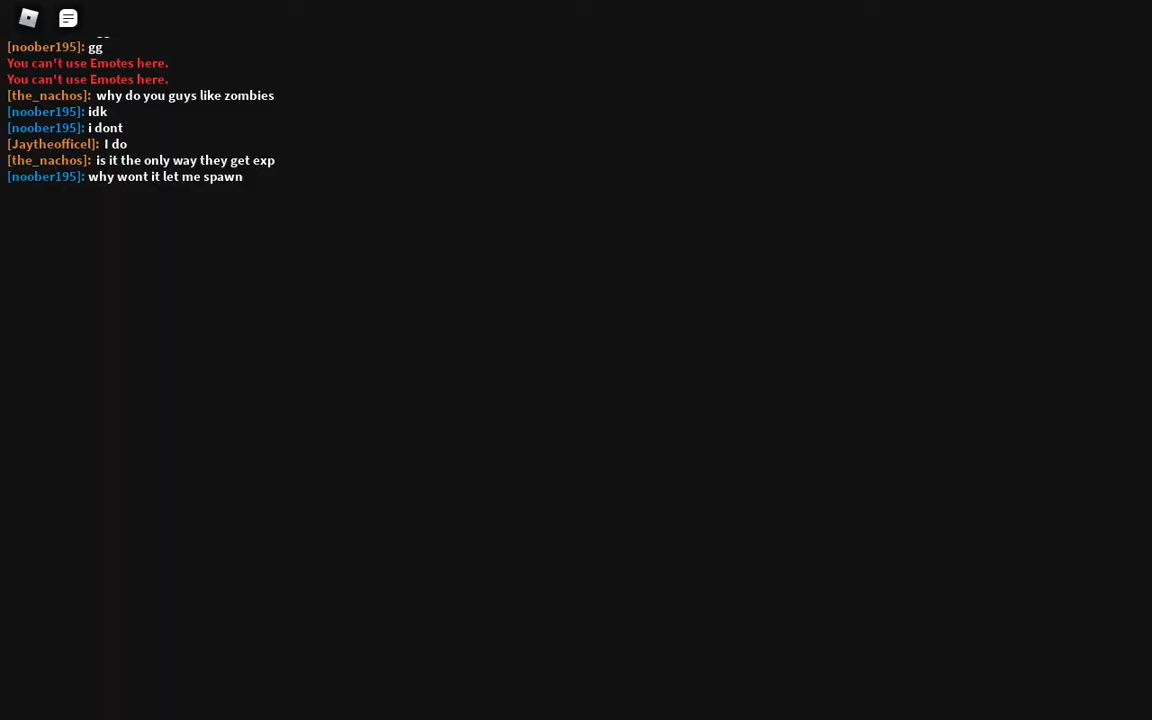 [noober195]: gg
You can't use Emotes here.
You can't use Emotes here.
[the_nachos]: why do you guys like zombies
[noober195]: idk
[noober195]: i dont
[Jaytheofficel]: I do
[the_nachos]: is it the only way they get exp
[noober195]: why wont it let me spawn